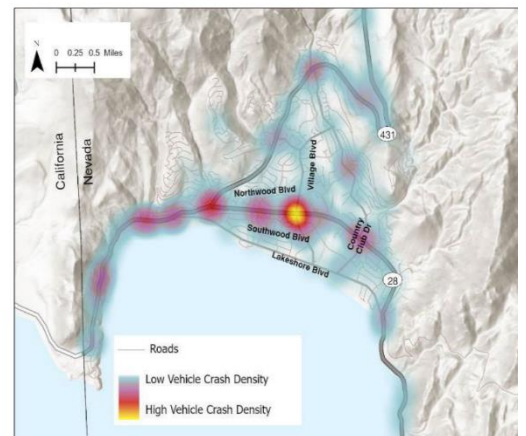 N
0 0.25 0.5 Miles
California
Nevada
431
Village Blvd
Northwood Blvd
Southwood Blvd
Country
Club Dr
Lakeshore Blvd
28
Roads
Low Vehicle Crash Density
High Vehicle Crash Density